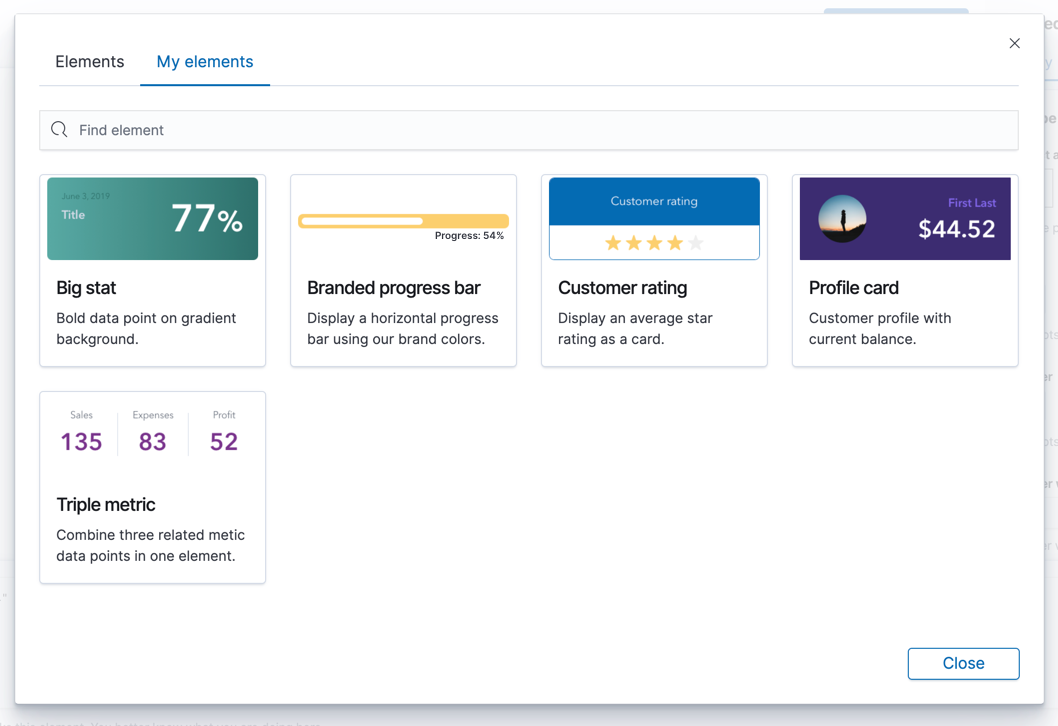 Elements
My elements
Find element
June 3, 2019
Title
77%
Big stat
Bold data point on gradient
background.
Progress: 54%
Branded progress bar
Display a horizontal progress
bar using our brand colors.
Customer rating
Customer rating
Display an average star
rating as a card.
First Last
$44.52
Profile card
Customer profile with
current balance.
Sales
Expenses
Profit
135
83
52
Triple metric
Combine three related metic
data points in one element.
Close